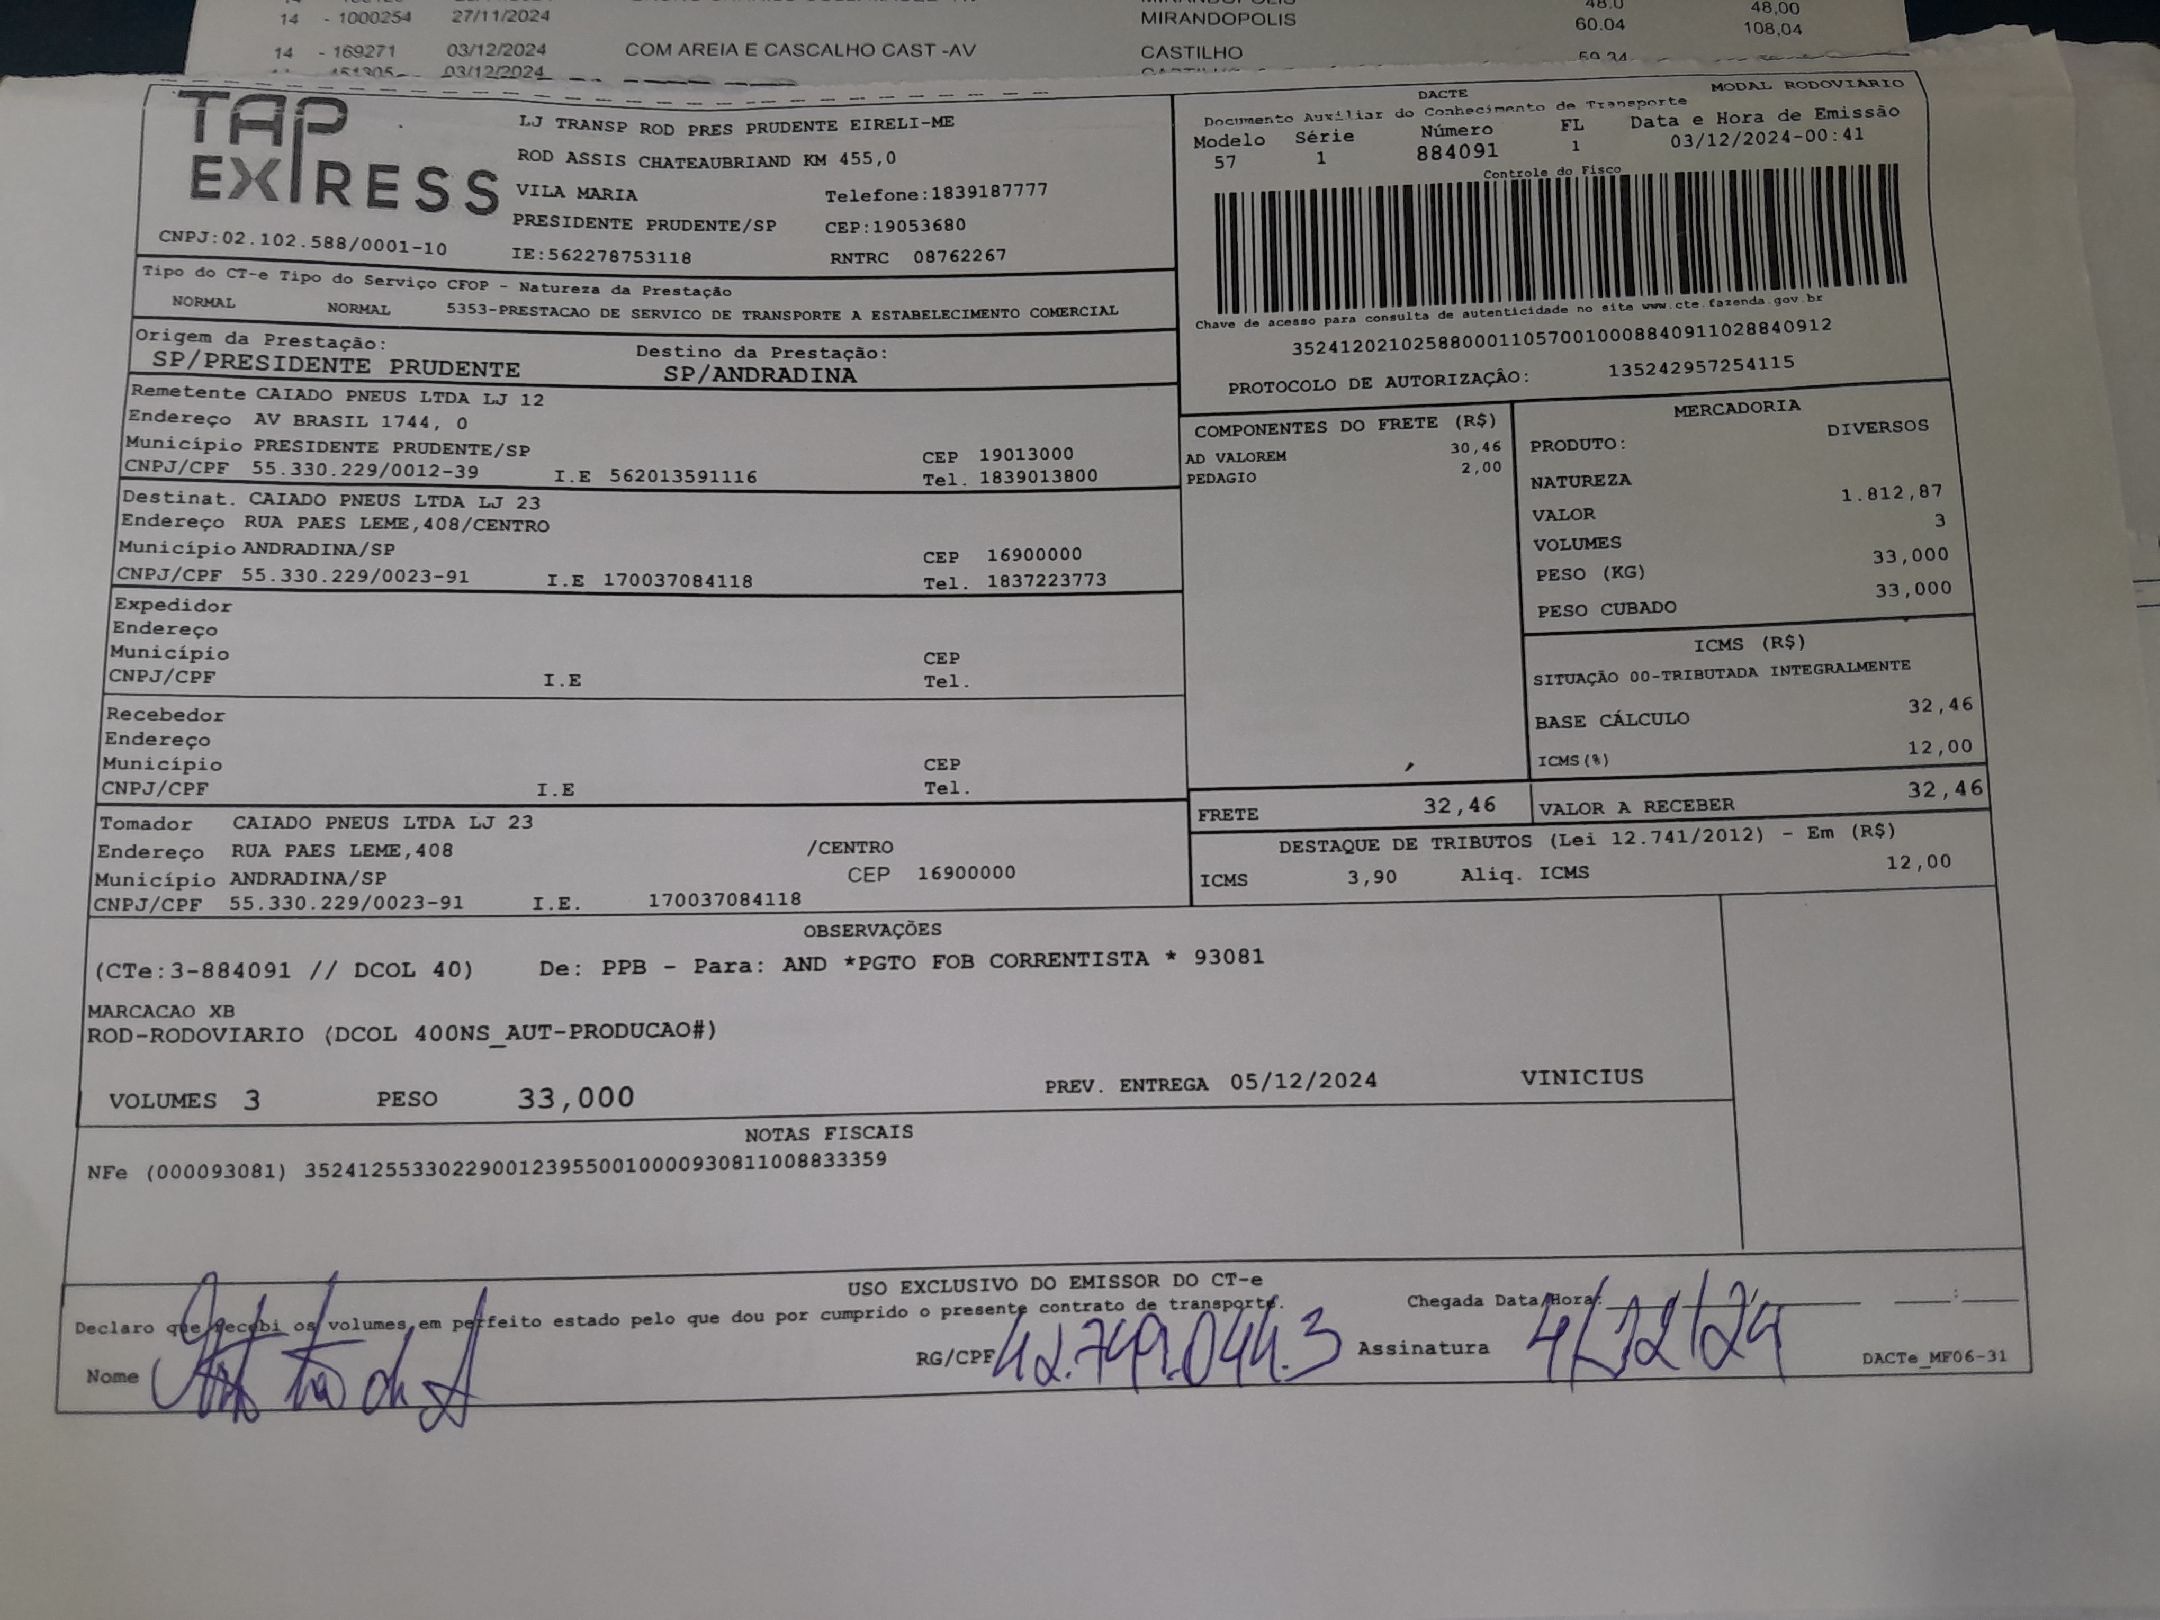 14 - 1000254 27/11/2024 MIRANDOPOLIS 60.04 108,04
48,00
14 - 169271 03/12/2024 COM AREIA E CASCALHO CAST -AV CASTILHO
03/12/2024
TAP EXPRESS
CNPJ:02.102.588/0001-10
LJ TRANSP ROD PRES PRUDENTE EIRELI-ME
ROD ASSIS CHATEAUBRIAND KM 455,0
VILA MARIA Telefone:1839187777
PRESIDENTE PRUDENTE/SP CEP:19053680
IE:562278753118 RNTRC 08762267
DACTE MODAL RODOVIÁRIO
Documento Auxiliar do Conhecimento de Transporte
Modelo Série Número FL Data e Hora de Emissão
57 1 884091 1 03/12/2024-00:41
Controle do Fisco
Chave de acesso para consulta de autenticidade no site www.cte.fazenda.gov.br
35241202102588000110570010008840911028840912
PROTOCOLO DE AUTORIZAÇÃO: 135242957254115
Tipo do CT-e Tipo do Serviço CFOP - Natureza da Prestação
NORMAL NORMAL 5353-PRESTACAO DE SERVICO DE TRANSPORTE A ESTABELECIMENTO COMERCIAL
Origem da Prestação: Destino da Prestação:
SP/PRESIDENTE PRUDENTE SP/ANDRADINA
Remetente CAIADO PNEUS LTDA LJ 12
Endereço AV BRASIL 1744, 0
Município PRESIDENTE PRUDENTE/SP CEP 19013000
CNPJ/CPF 55.330.229/0012-39 I.E 562013591116 Tel. 1839013800
Destinat. CAIADO PNEUS LTDA LJ 23
Endereço RUA PAES LEME,408/CENTRO
Município ANDRADINA/SP CEP 16900000
CNPJ/CPF 55.330.229/0023-91 I.E 170037084118 Tel. 1837223773
Expedidor
Endereço
Município CEP
CNPJ/CPF I.E Tel.
Recebedor
Endereço
Município CEP
CNPJ/CPF I.E Tel.
Tomador CAIADO PNEUS LTDA LJ 23
Endereço RUA PAES LEME,408 /CENTRO
Município ANDRADINA/SP CEP 16900000
CNPJ/CPF 55.330.229/0023-91 I.E. 170037084118
COMPONENTES DO FRETE (R$)
AD VALOREM 30,46
PEDAGIO 2,00
MERCADORIA
PRODUTO: DIVERSOS
NATUREZA
VALOR 1.812,87
VOLUMES 3
PESO (KG) 33,000
PESO CUBADO 33,000
ICMS (R$)
SITUAÇÃO 00-TRIBUTADA INTEGRALMENTE
BASE CÁLCULO 32,46
ICMS(%) 12,00
FRETE 32,46 VALOR A RECEBER 32,46
DESTAQUE DE TRIBUTOS (Lei 12.741/2012) - Em (R$)
ICMS 3,90 Aliq. ICMS 12,00
OBSERVAÇÕES
(CTe:3-884091 // DCOL 40) De: PPB - Para: AND *PGTO FOB CORRENTISTA * 93081
MARCACAO XB
ROD-RODOVIARIO (DCOL 400NS_AUT-PRODUCAO#)
VOLUMES 3 PESO 33,000 PREV. ENTREGA 05/12/2024 VINICIUS
NOTAS FISCAIS
NFe (000093081) 35241255330229001239550010000930811008833359
USO EXCLUSIVO DO EMISSOR DO CT-e
Declaro que recebi os volumes em perfeito estado pelo que dou por cumprido o presente contrato de transporte. Chegada Data/Hora:
Nome RG/CPF 42.749.044.3 Assinatura 4/12/24 DACTe_MF06-31